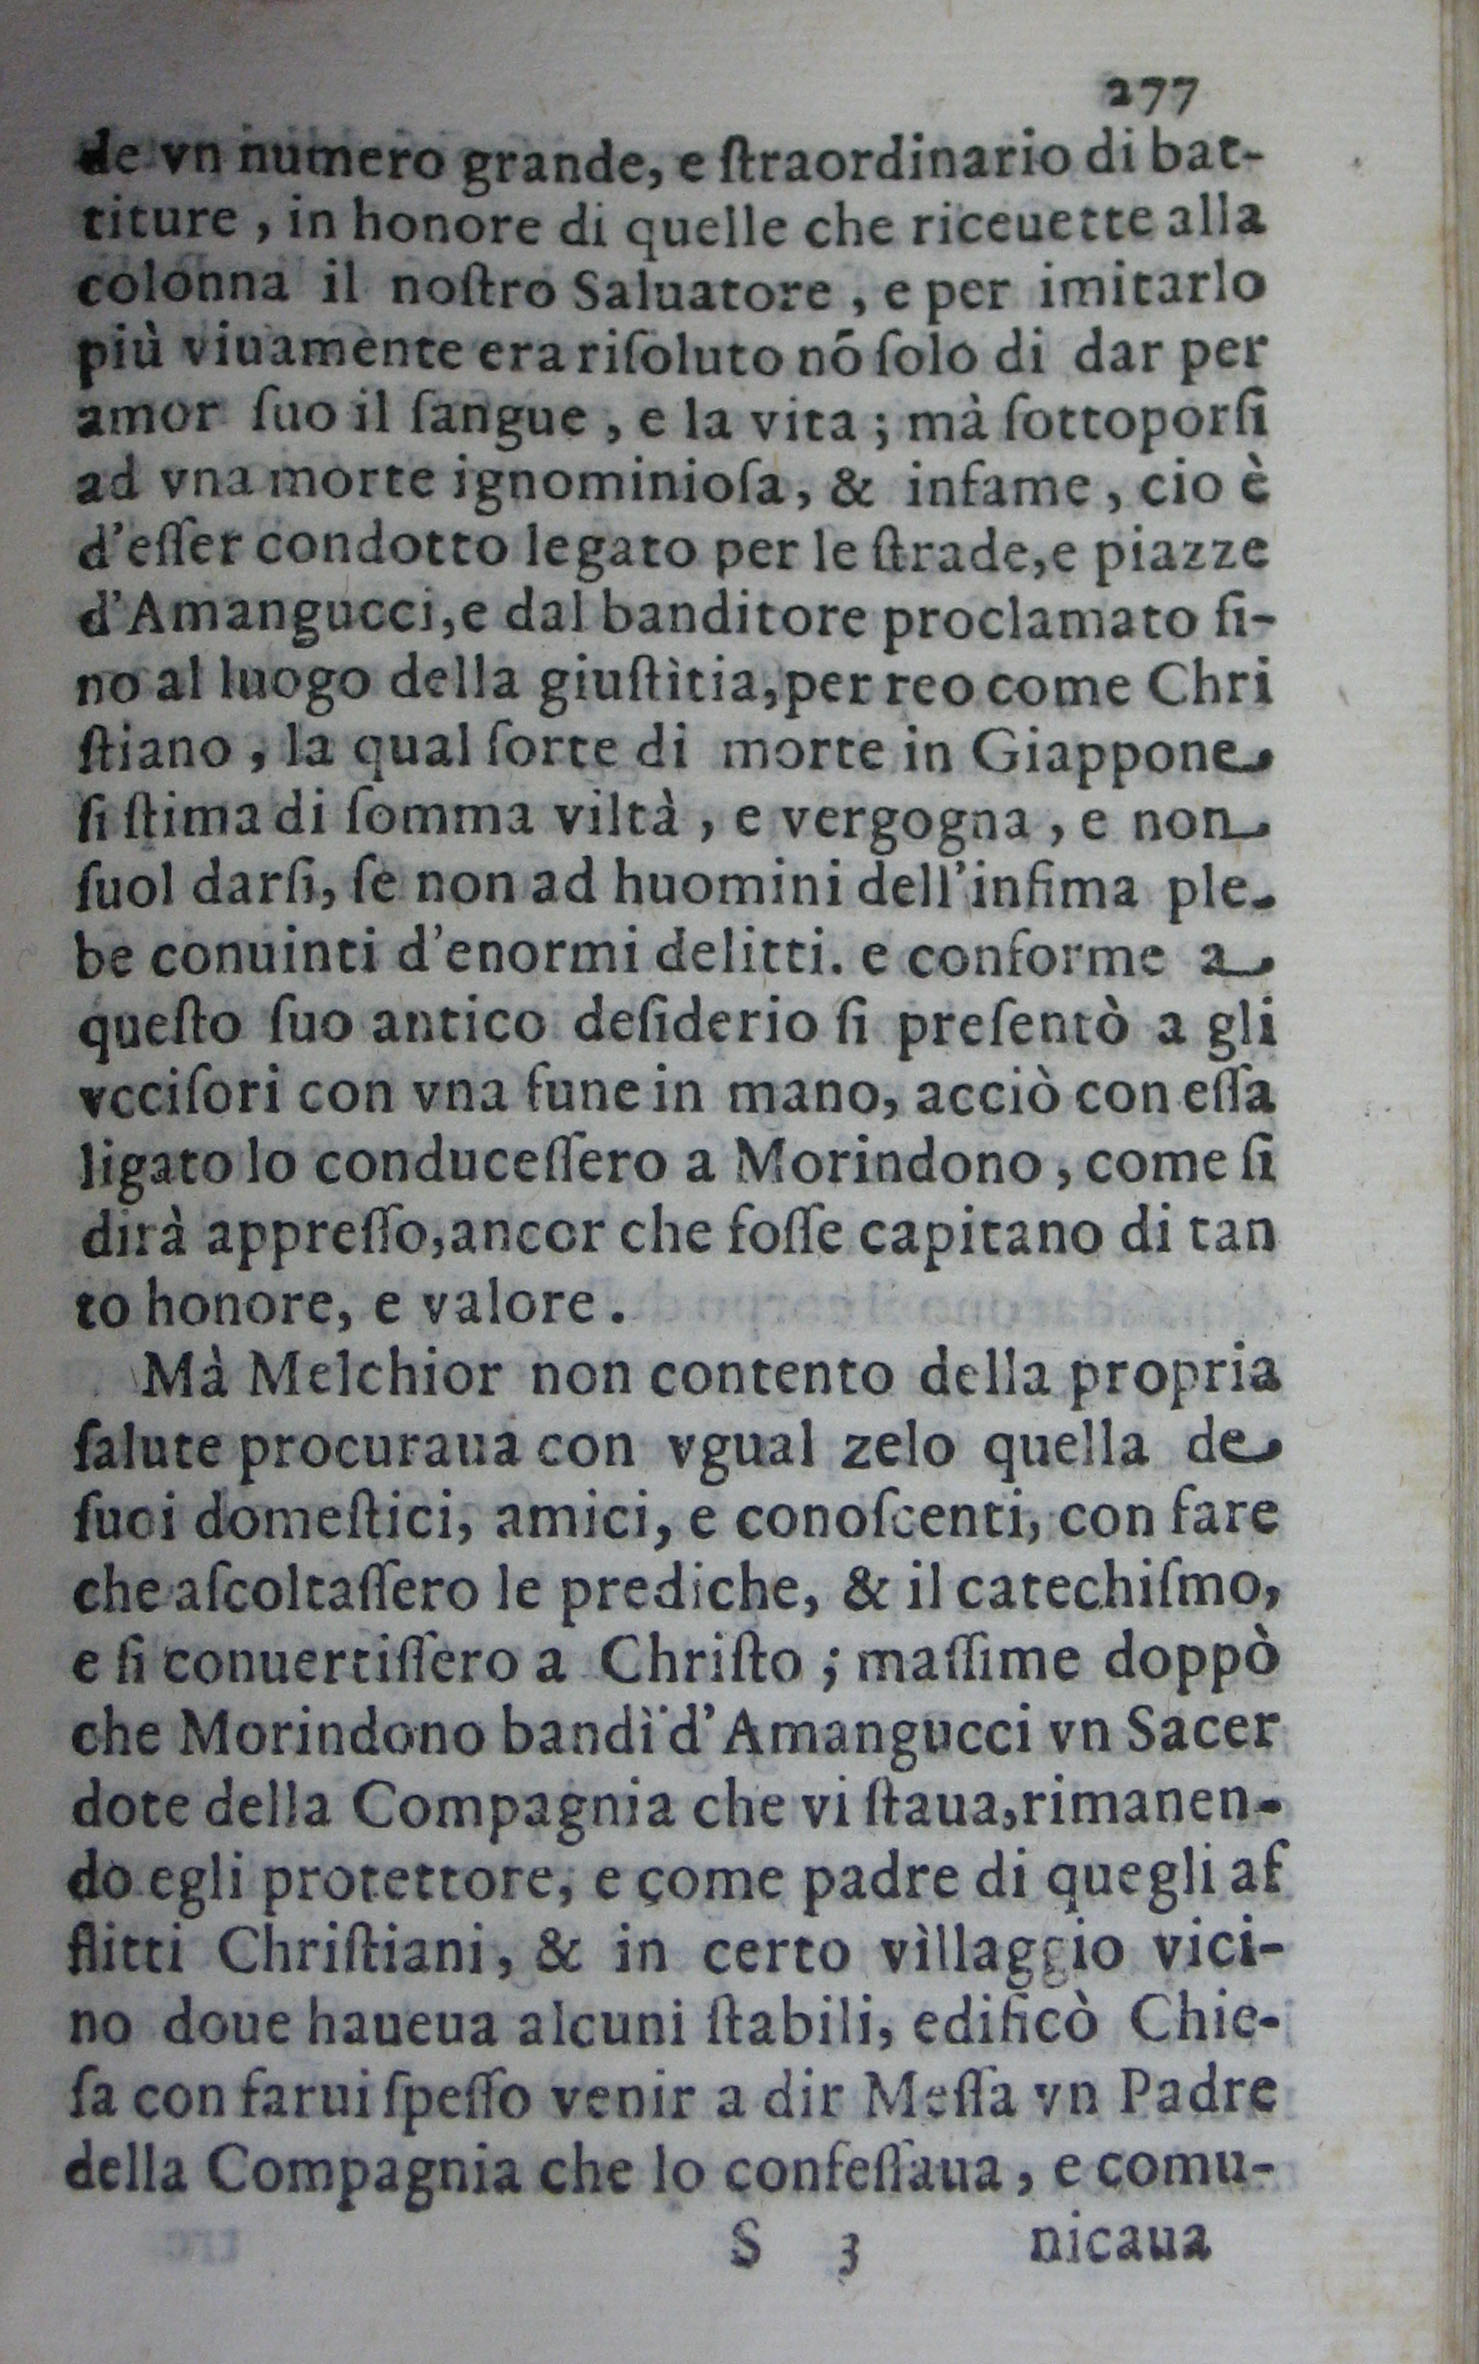 277
de vn numero grande, e ſtraordinario di bat-
titure, in honore di quelle che riceuette alla
colonna il noſtro Saluatore, e per imitarlo
più viuamente era riſoluto nõ ſolo di dar per
amor ſuo il ſangue, e la vita; mà ſottoporſi
ad vna morte ignominioſa, & infame, cio è
d'eſſer condotto legato per le ſtrade, e piazze
d'Amangucci, e dal banditore proclamato fi-
no al luogo della giuſtìtia, per reo come Chri
ſtiano, la qual ſorte di morte in Giappone
ſi ſtima di ſomma viltà, e vergogna, e non
ſuol darſi, ſe non ad huomini dell'infima ple-
be conuinti d'enormi delitti. e conforme a
queſto ſuo antico deſiderio ſi preſentò a gli
vcciſori con vna fune in mano, acciò con eſſa
ligato lo conduceſſero a Morindono, come ſi
dirà appreſſo, ancor che foſſe capitano di tan
to honore, e valore.
Mà Melchior non contento della propria
ſalute procuraua con vgual zelo quella de
ſuoi domeſtici, amici, e conoſcenti, con fare
che aſcoltaſſero le prediche, & il catechiſmo,
e ſi conuertiſſero a Chriſto; maſſime doppò
che Morindono bandì d'Amangucci vn Sacer
dote della Compagnia che vi ſtaua, rimanen-
do egli protettore, e come padre di quegli af
flitti Chriſtiani, & in certo vìllaggio vici-
no doue haueua alcuni ſtabili, edificò Chie-
ſa con farui ſpeſſo venir a dir Meſſa vn Padre
della Compagnia che lo confeſſaua, e comu-
S 3 nicaua